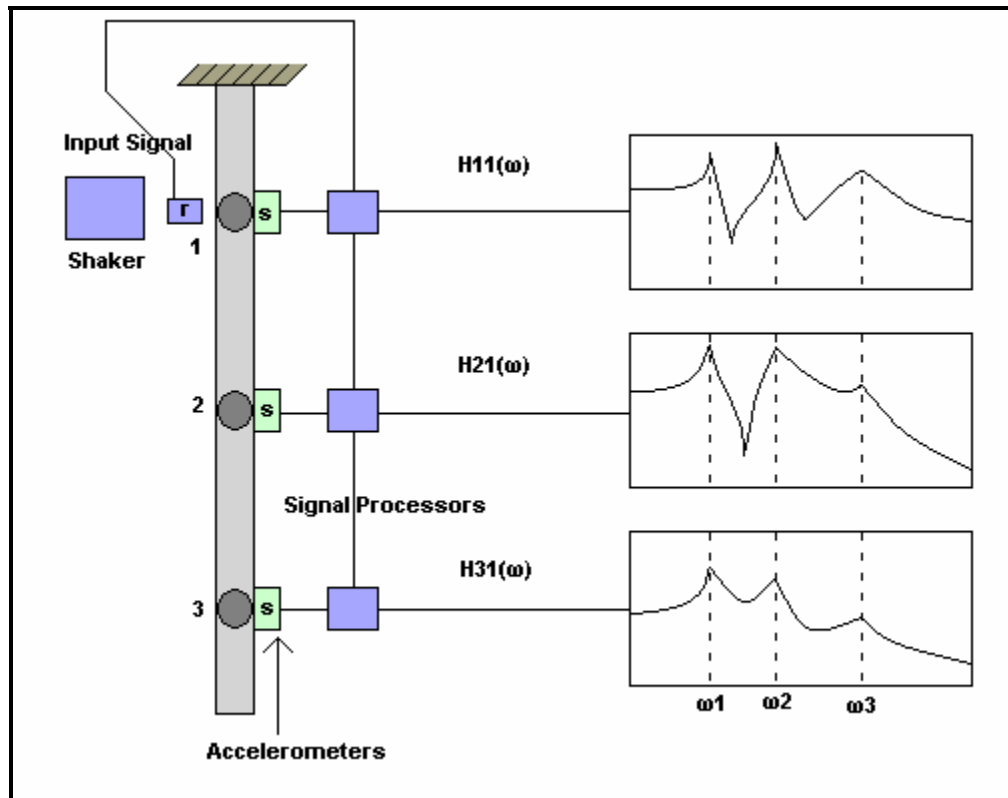 Input Signal
H11(ω)
r
s
1
Shaker
H21(ω)
2
s
Signal Processors
H31(ω)
3
s
ω1
ω2
ω3
Accelerometers